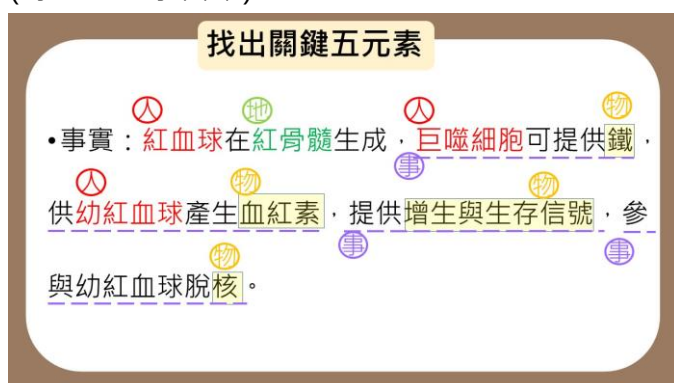 找出關鍵五元素
人 地 人 物
•事實：紅血球在紅骨髓生成，巨噬細胞可提供鐵，
人 物 事 物
供幼紅血球產生血紅素，提供增生與生存信號，參
物 事 事
與幼紅血球脫核。